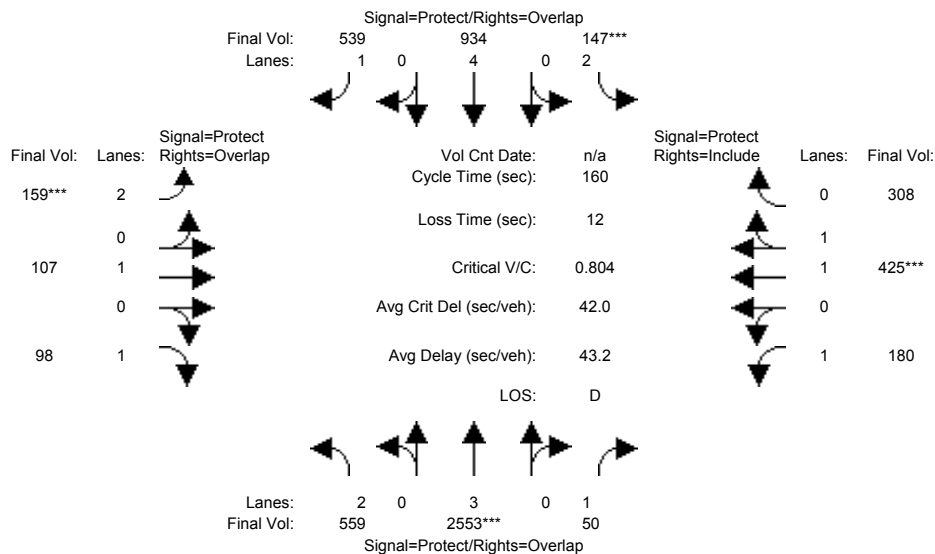 Signal=Protect/Rights=Overlap
Final Vol: 539 934 147***
Lanes: 1 0 4 0 2
Signal=Protect
Final Vol: Lanes: Rights=Overlap
Vol Cnt Date: n/a
Signal=Protect
Rights=Include Lanes: Final Vol:
Cycle Time (sec): 160
159*** 2
0 308
Loss Time (sec): 12
0
1
107 1
Critical V/C: 0.804
1 425***
0
Avg Crit Del (sec/veh): 42.0
0
98 1
Avg Delay (sec/veh): 43.2
1 180
LOS: D
Lanes: 2 0 3 0 1
Final Vol: 559 2553*** 50
Signal=Protect/Rights=Overlap